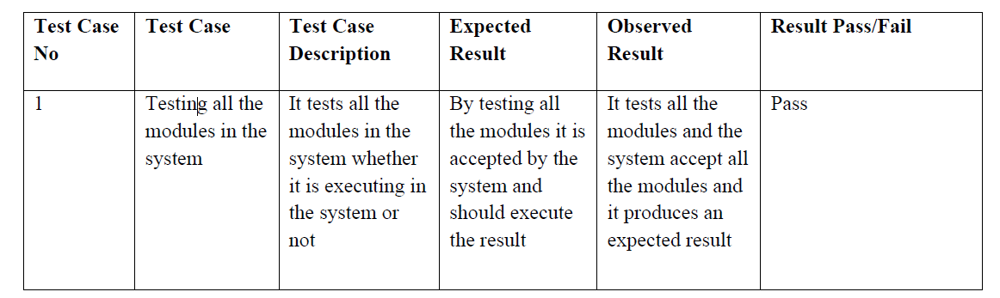 Test Case No
Test Case
Test Case Description
Expected Result
Observed Result
Result Pass/Fail
1
Testing all the
modules in the
system
It tests all the
modules in the
system whether
it is executing in
the system or
not
By testing all
the modules it is
accepted by the
system and
should execute
the result
It tests all the
modules and the
system accept all
the modules and
it produces an
expected result
Pass